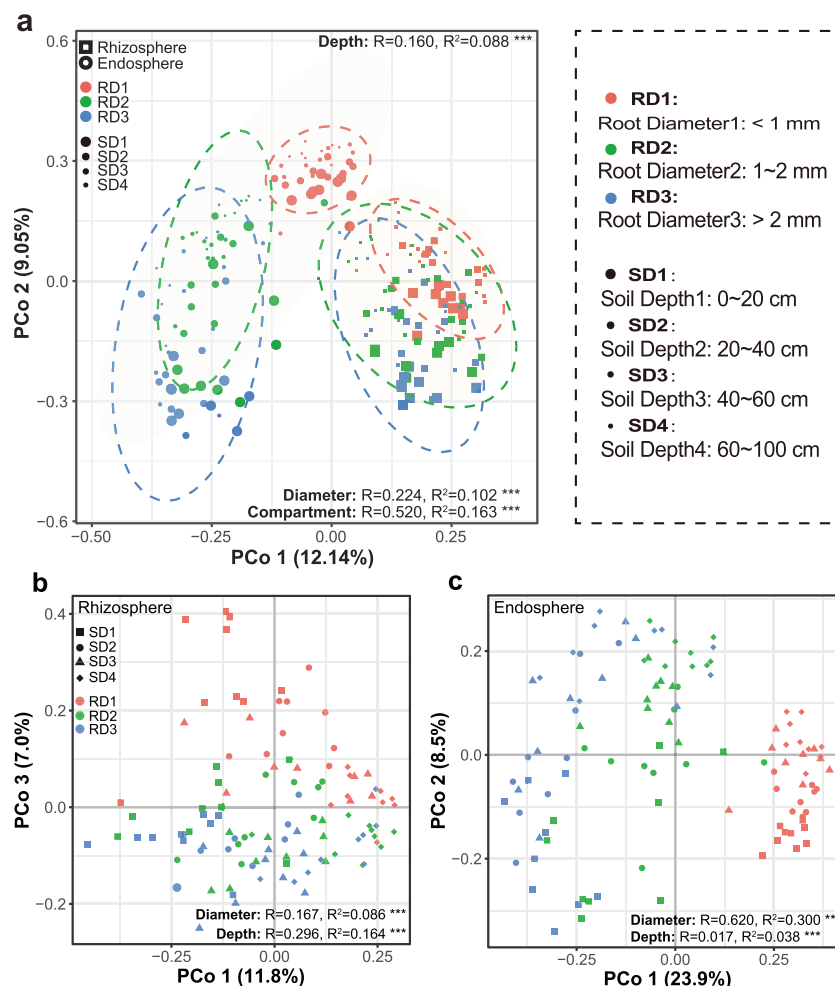 a
Depth: R=0.160, R²=0.088 ***
Rhizosphere
Endosphere
RD1
RD2
RD3
SD1
SD2
SD3
SD4
0.6
0.3
0.0
−0.3
−0.6
PCo 2 (9.05%)
Diameter: R=0.224, R²=0.102 ***
Compartment: R=0.520, R²=0.163 ***
−0.50
−0.25
0.00
0.25
PCo 1 (12.14%)
RD1:
Root Diameter1: < 1 mm
RD2:
Root Diameter2: 1~2 mm
RD3:
Root Diameter3: > 2 mm
SD1:
Soil Depth1: 0~20 cm
SD2:
Soil Depth2: 20~40 cm
SD3:
Soil Depth3: 40~60 cm
SD4:
Soil Depth4: 60~100 cm
b
Rhizosphere
SD1
SD2
SD3
SD4
RD1
RD2
RD3
0.4
0.2
0.0
−0.2
PCo 3 (7.0%)
Diameter: R=0.167, R²=0.086 ***
Depth: R=0.296, R²=0.164 ***
−0.25
0.00
0.25
PCo 1 (11.8%)
c
Endosphere
0.2
0.0
−0.2
PCo 2 (8.5%)
Diameter: R=0.620, R²=0.300 **
Depth: R=0.017, R²=0.038 ***
−0.25
0.00
0.25
PCo 1 (23.9%)